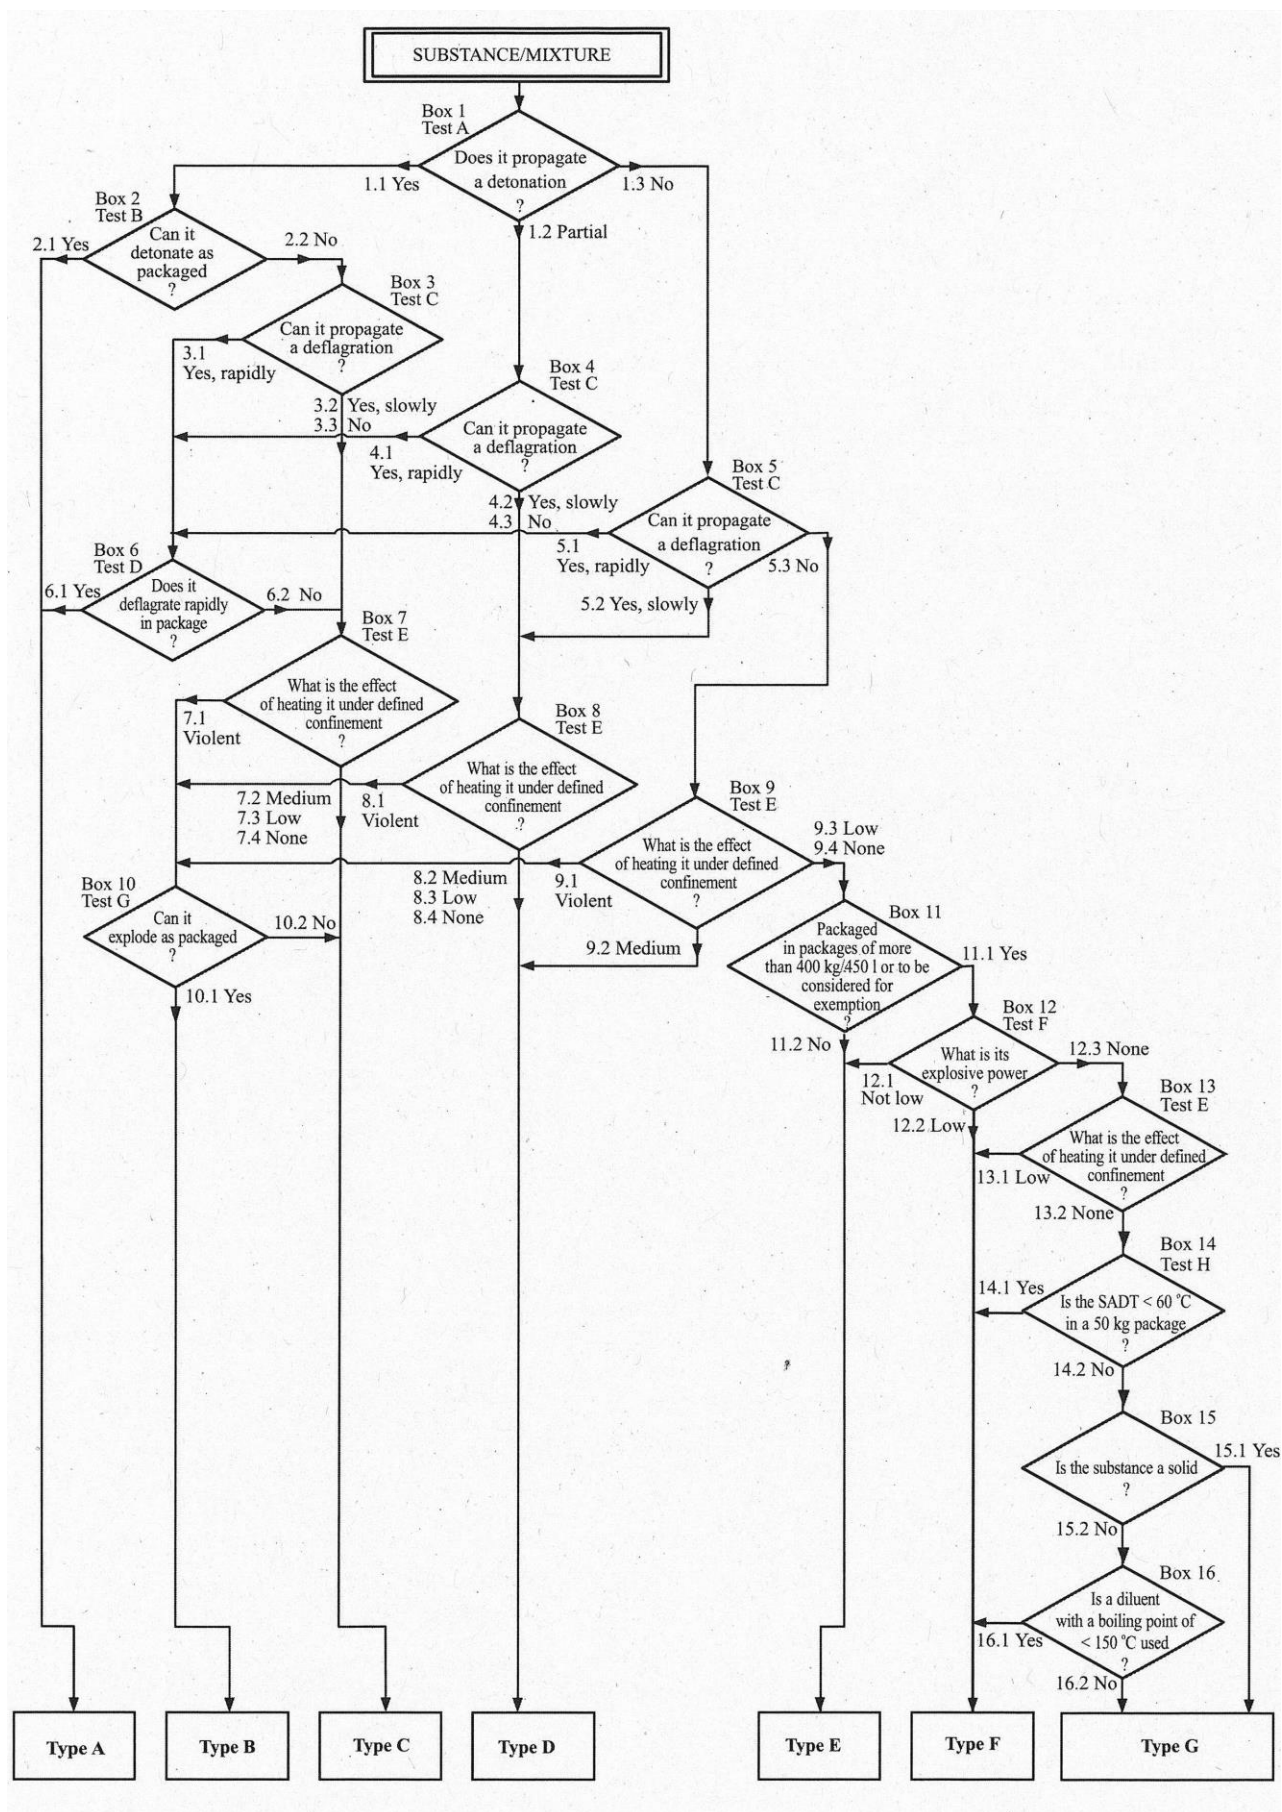 SUBSTANCE/MIXTURE
Box 1
Test A
Does it propagate
a detonation
?
1.1 Yes
1.3 No
1.2 Partial
Box 2
Test B
2.1 Yes
Can it
detonate as
packaged
?
2.2 No
Box 3
Test C
Can it propagate
a deflagration
?
3.1
Yes, rapidly
3.2 Yes, slowly
3.3 No
Box 4
Test C
Can it propagate
a deflagration
?
4.1
Yes, rapidly
4.2 Yes, slowly
4.3 No
Box 5
Test C
Can it propagate
a deflagration
?
5.1
Yes, rapidly
5.3 No
5.2 Yes, slowly
Box 6
Test D
6.1 Yes
Does it
deflagrate rapidly
in package
?
6.2 No
Box 7
Test E
What is the effect
of heating it under defined
confinement
?
7.1
Violent
7.2 Medium
7.3 Low
7.4 None
Box 8
Test E
What is the effect
of heating it under defined
confinement
?
8.1
Violent
8.2 Medium
8.3 Low
8.4 None
Box 9
Test E
What is the effect
of heating it under defined
confinement
?
9.3 Low
9.4 None
9.1
Violent
9.2 Medium
Box 10
Test G
Can it
explode as packaged
?
10.2 No
10.1 Yes
Box 11
Packaged
in packages of more
than 400 kg/450 l or to be
considered for
exemption
?
11.1 Yes
11.2 No
Box 12
Test F
What is its
explosive power
?
12.3 None
12.1
Not low
12.2 Low
Box 13
Test E
What is the effect
of heating it under defined
confinement
?
13.1 Low
13.2 None
Box 14
Test H
14.1 Yes
Is the SADT < 60 °C
in a 50 kg package
?
14.2 No
Box 15
Is the substance a solid
?
15.1 Yes
15.2 No
Box 16
Is a diluent
with a boiling point of
< 150 °C used
?
16.1 Yes
16.2 No
Type A
Type B
Type C
Type D
Type E
Type F
Type G